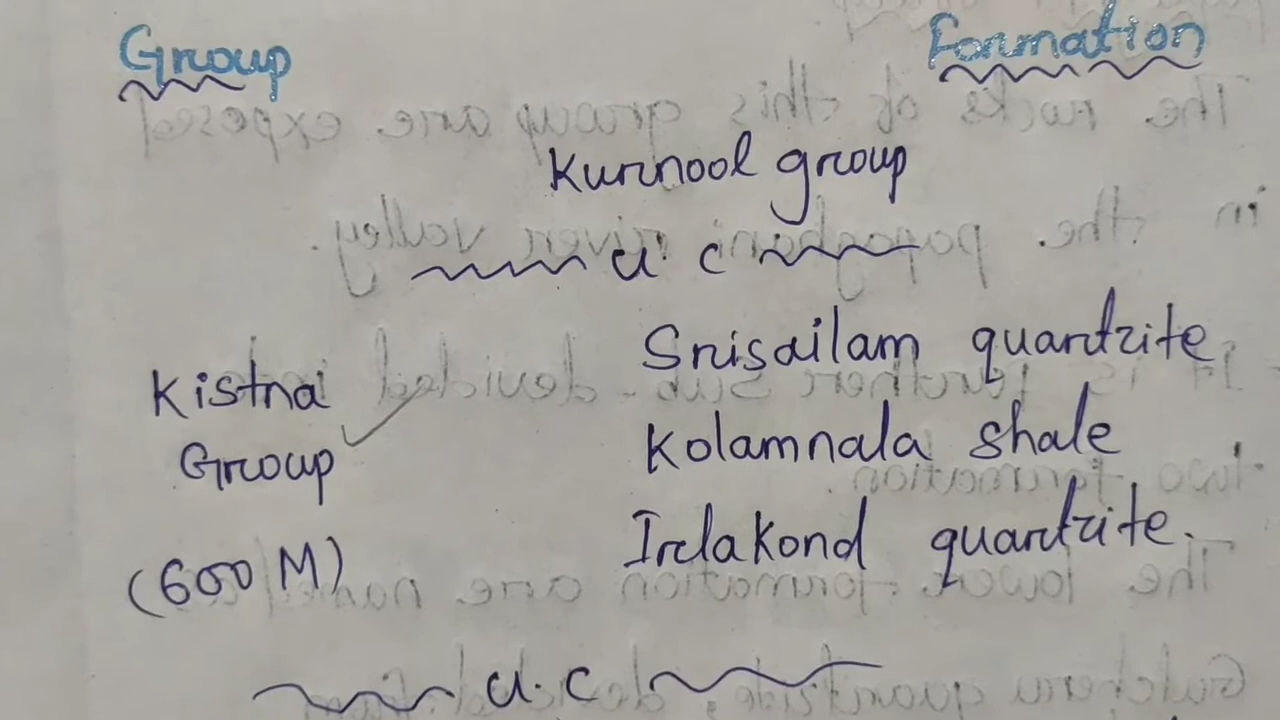 Group Formation
Kurnool group
u c
Srisailam quartzite
Kistna
Kolamnala shale
Group
Irlakond quartzite.
(600 M)
u.c